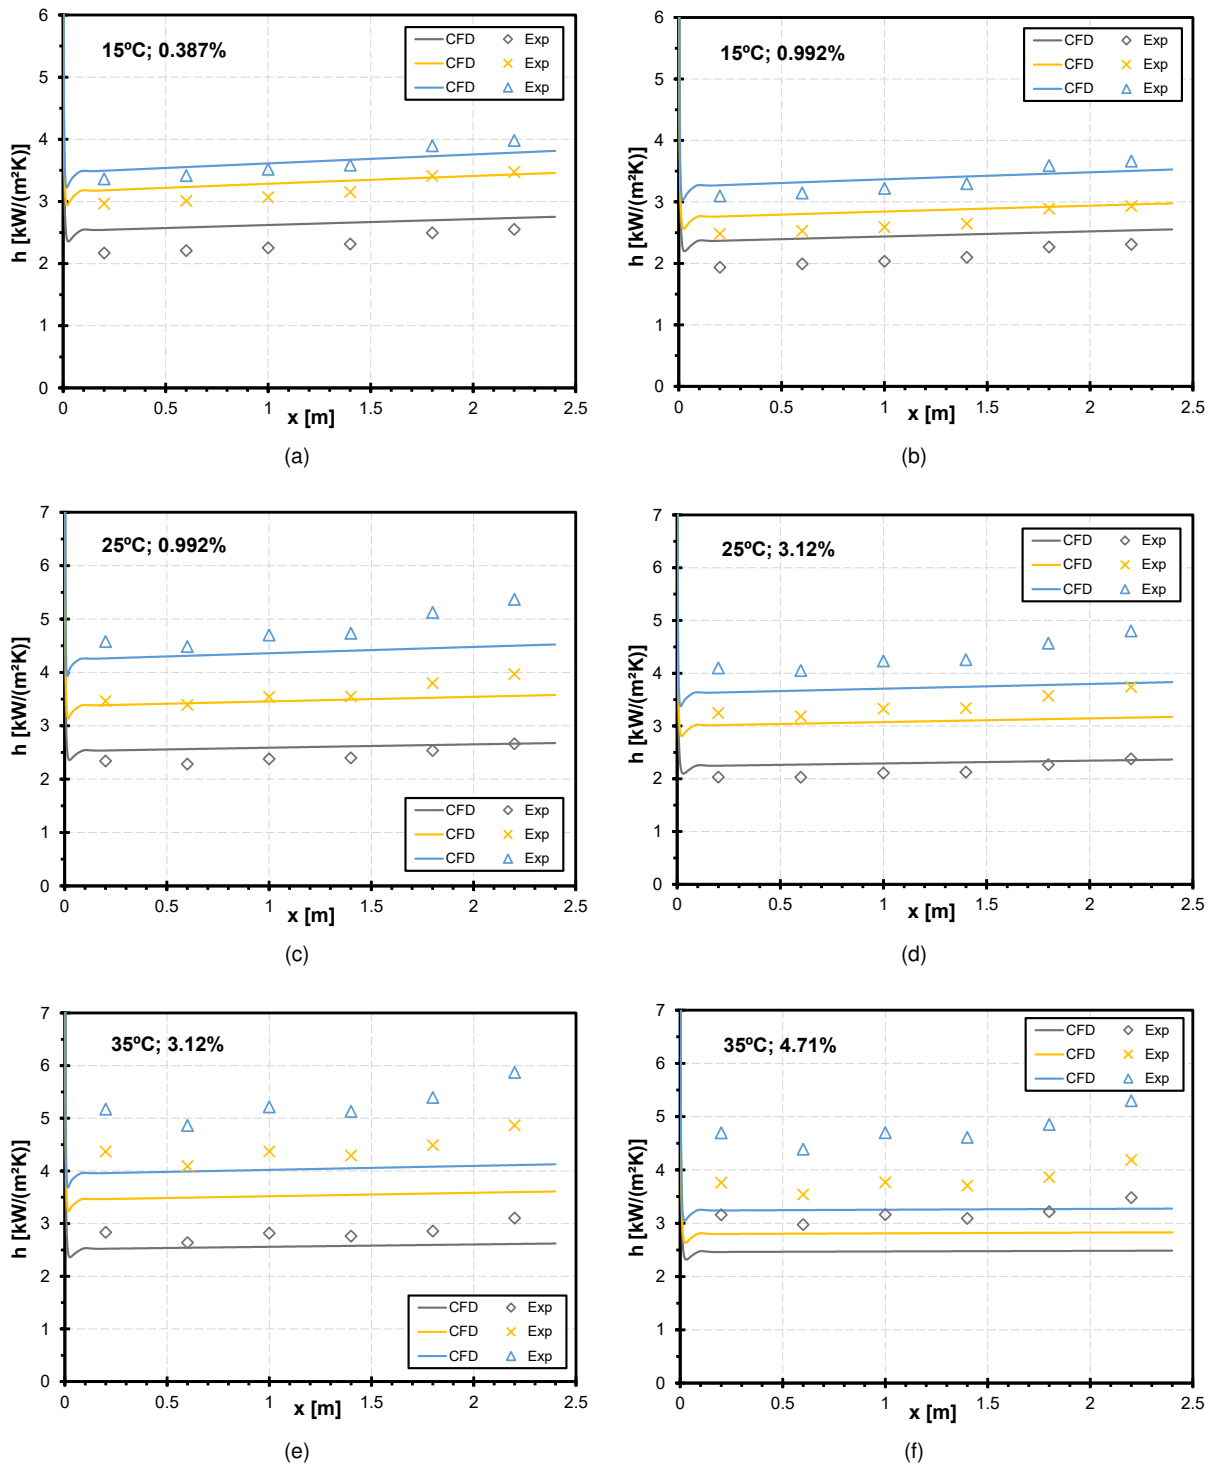 15ºC; 0.387%
CFD Exp
CFD Exp
CFD Exp
h [kW/(m²K)]
6
5
4
3
2
1
0
0 0.5 1 1.5 2 2.5
x [m]
(a)
15ºC; 0.992%
CFD Exp
CFD Exp
CFD Exp
h [kW/(m²K)]
6
5
4
3
2
1
0
0 0.5 1 1.5 2 2.5
x [m]
(b)
25ºC; 0.992%
CFD Exp
CFD Exp
CFD Exp
h [kW/(m²K)]
7
6
5
4
3
2
1
0
0 0.5 1 1.5 2 2.5
x [m]
(c)
25ºC; 3.12%
CFD Exp
CFD Exp
CFD Exp
h [kW/(m²K)]
7
6
5
4
3
2
1
0
0 0.5 1 1.5 2 2.5
x [m]
(d)
35ºC; 3.12%
CFD Exp
CFD Exp
CFD Exp
h [kW/(m²K)]
7
6
5
4
3
2
1
0
0 0.5 1 1.5 2 2.5
x [m]
(e)
35ºC; 4.71%
CFD Exp
CFD Exp
CFD Exp
h [kW/(m²K)]
7
6
5
4
3
2
1
0
0 0.5 1 1.5 2 2.5
x [m]
(f)